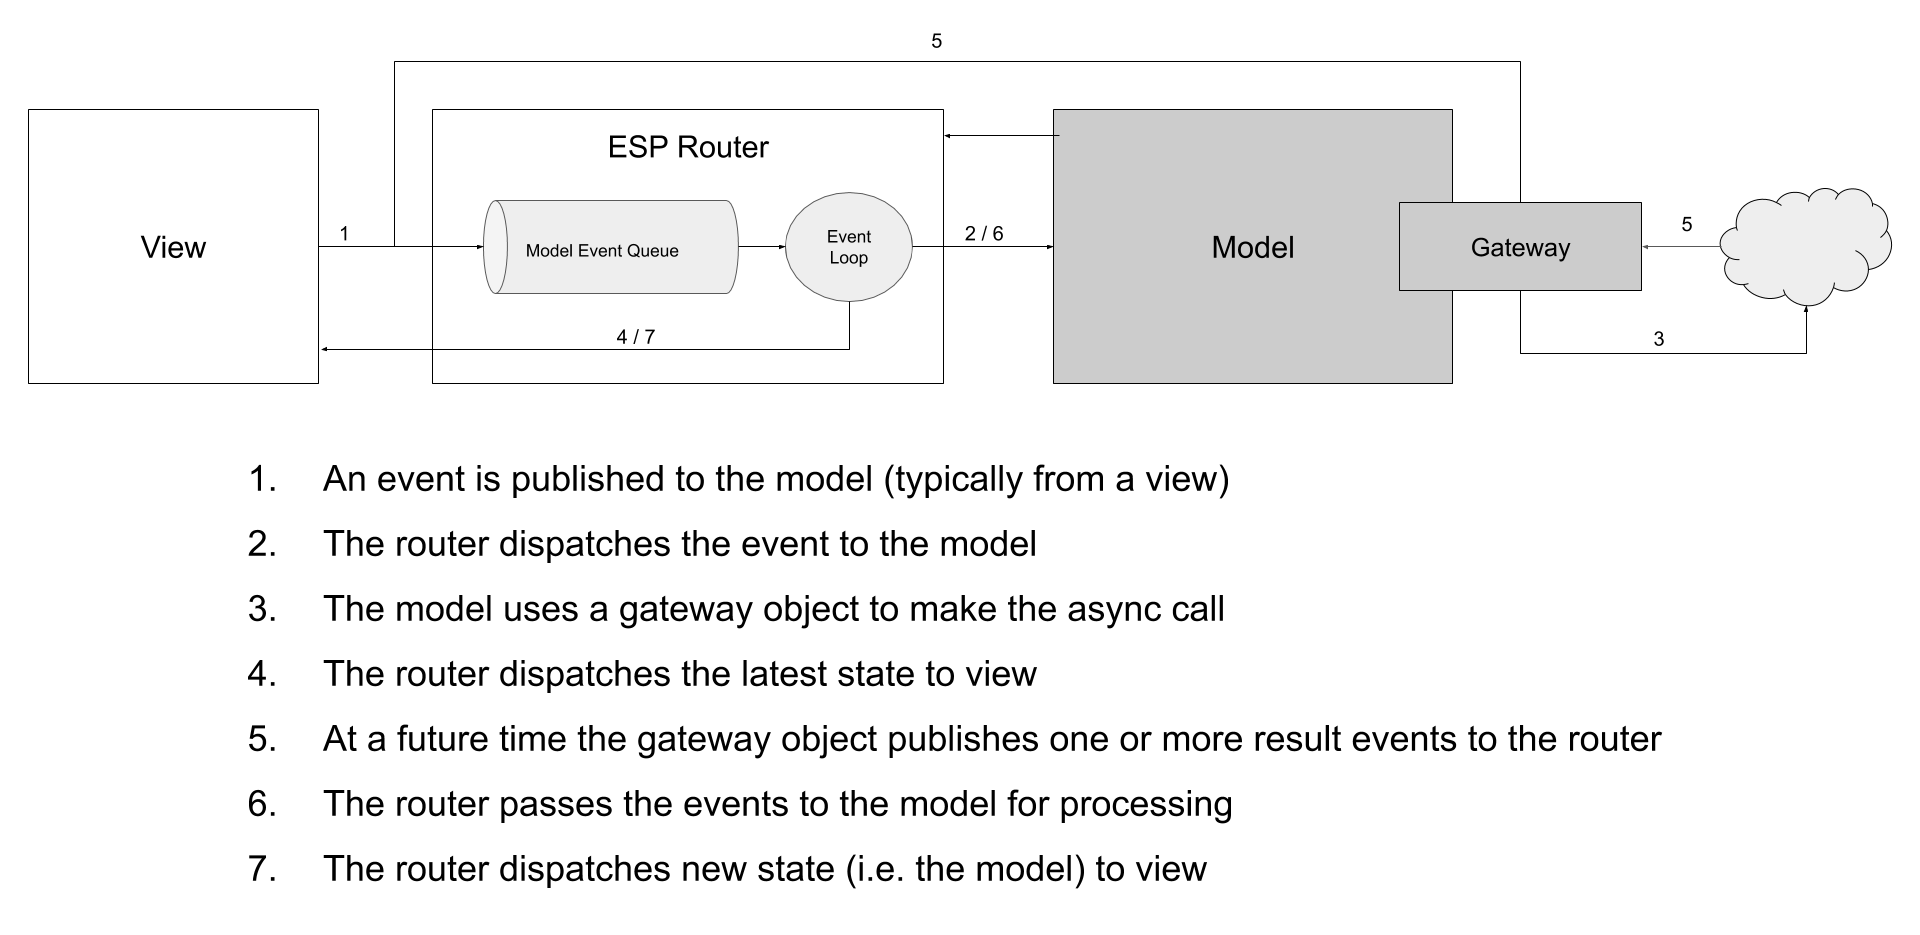 5
ESP Router
View
1
Model Event Queue
Event
Loop
2 / 6
Model
Gateway
5
4 / 7
3
1. An event is published to the model (typically from a view)
2. The router dispatches the event to the model
3. The model uses a gateway object to make the async call
4. The router dispatches the latest state to view
5. At a future time the gateway object publishes one or more result events to the router
6. The router passes the events to the model for processing
7. The router dispatches new state (i.e. the model) to view